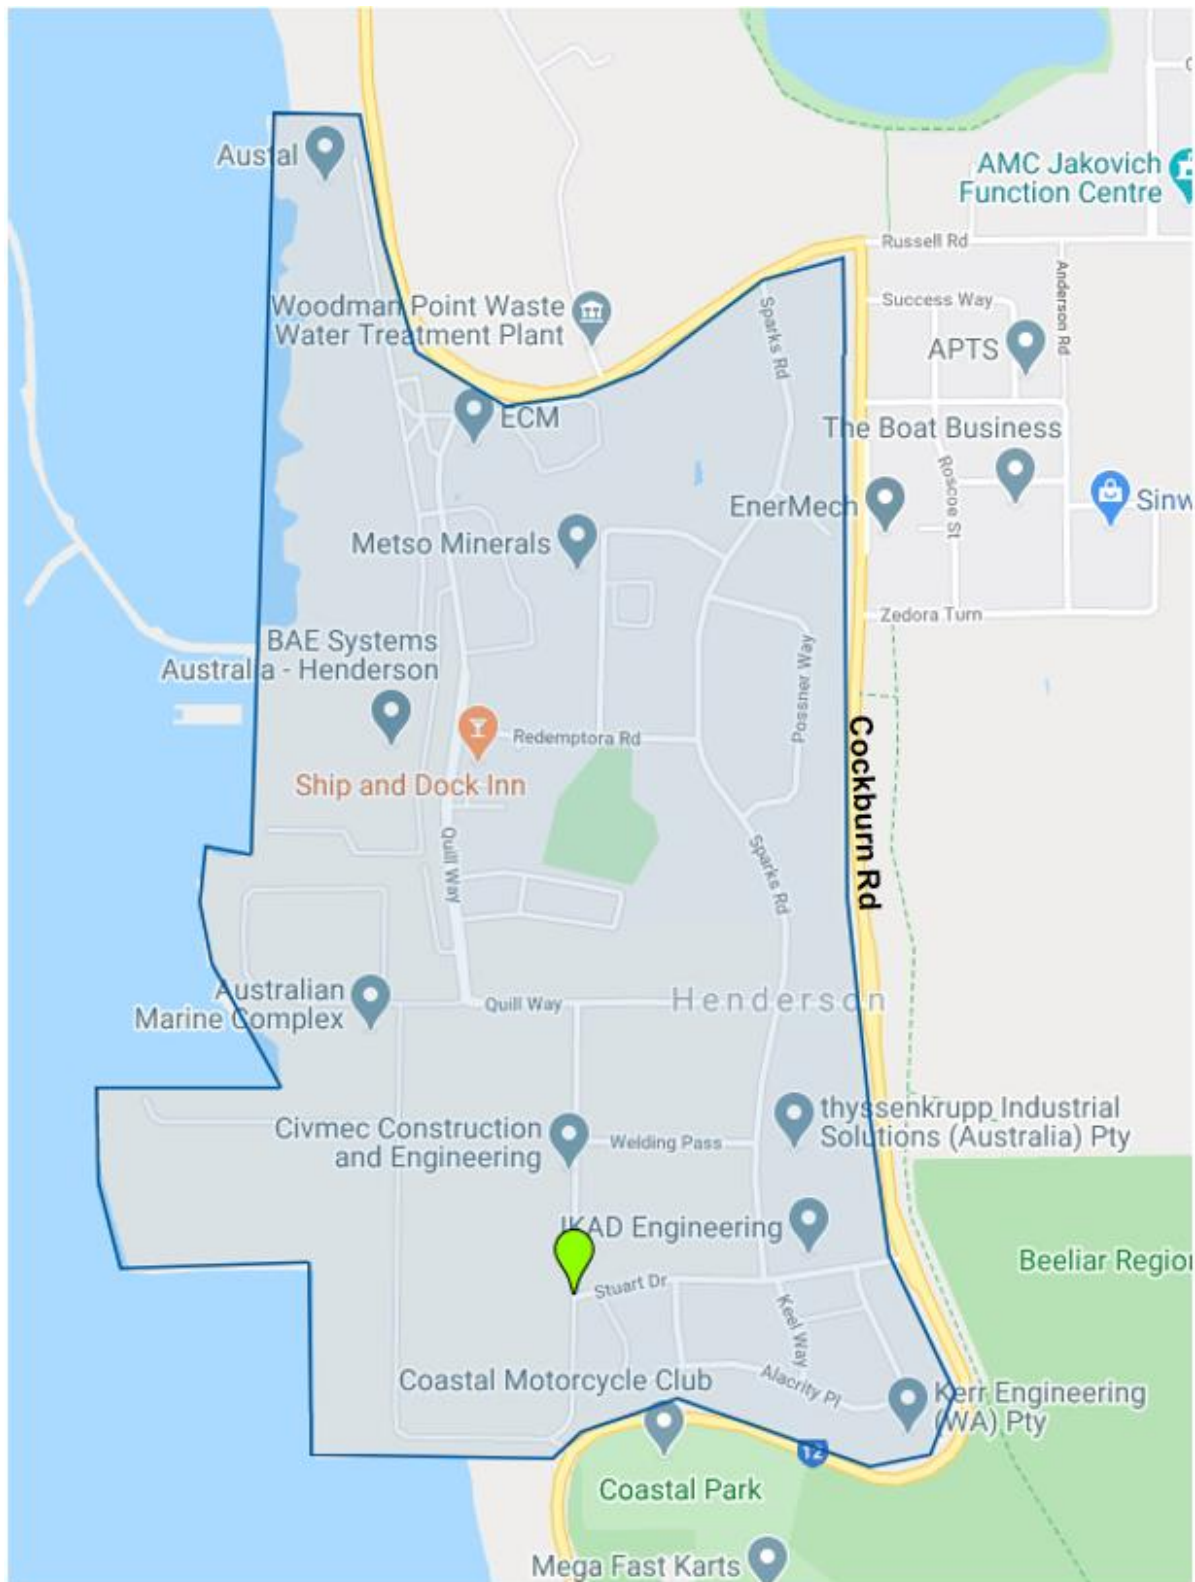 Austal
AMC Jakovich
Function Centre
Russell Rd
Anderson Rd
Success Way
Woodman Point Waste
Water Treatment Plant
Sparks Rd
APTS
ECM
The Boat Business
Roscoe St
EnerMech
Sinw
Metso Minerals
Zedora Turn
BAE Systems
Australia - Henderson
Possner Way
Redemptora Rd
Cockburn Rd
Ship and Dock Inn
Quill Way
Sparks Rd
Australian
Marine Complex
Quill Way
Henderson
thyssenkrupp Industrial
Solutions (Australia) Pty
Civmec Construction
and Engineering
Welding Pass
IKAD Engineering
Beeliar Region
Stuart Dr
Keel Way
Coastal Motorcycle Club
Alacrity Pl
Kerr Engineering
(WA) Pty
12
Coastal Park
Mega Fast Karts